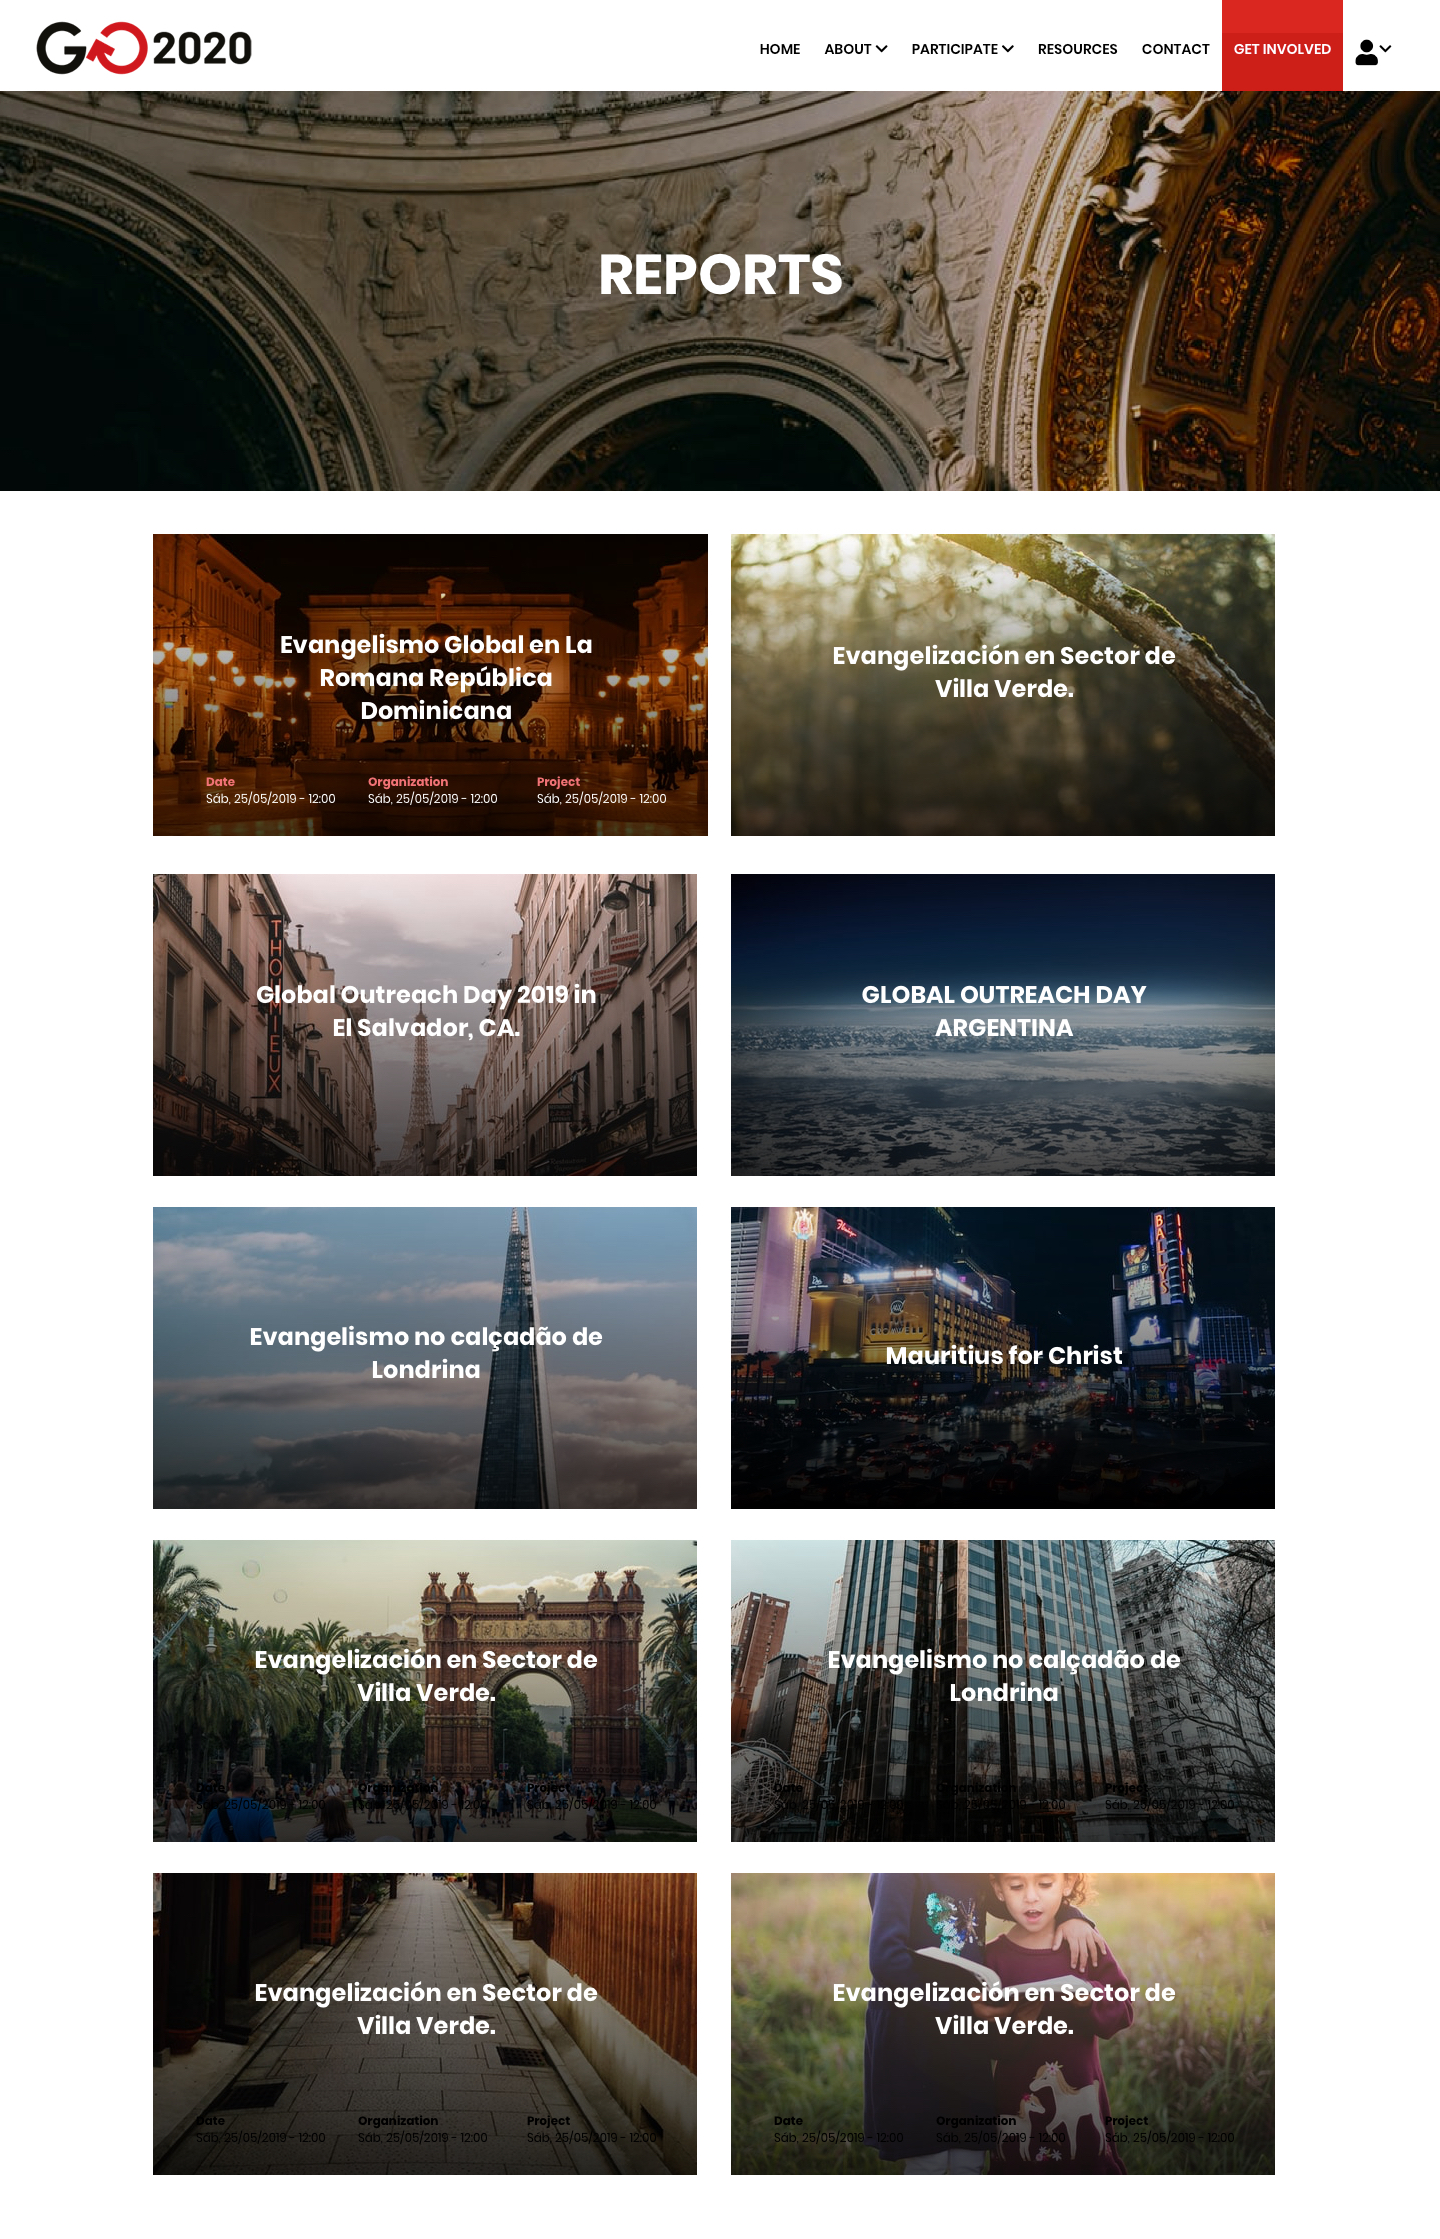 GO2020
HOME ABOUT PARTICIPATE RESOURCES CONTACT GET INVOLVED
REPORTS
Evangelismo Global en La
Romana República
Dominicana
Date Organization Project
Sáb, 25/05/2019 - 12:00 Sáb, 25/05/2019 - 12:00 Sáb, 25/05/2019 - 12:00
Evangelización en Sector de
Villa Verde.
THOMIEUX
Global Outreach Day 2019 in
El Salvador, CA.
GLOBAL OUTREACH DAY
ARGENTINA
Evangelismo no calçadão de
Londrina
BALLY'S
Mauritius for Christ
Evangelización en Sector de
Villa Verde.
Date Organization Project
Sáb, 25/05/2019 - 12:00 Sáb, 25/05/2019 - 12:00 Sáb, 25/05/2019 - 12:00
Evangelismo no calçadão de
Londrina
Date Organization Project
Sáb, 25/05/2019 - 12:00
Evangelización en Sector de
Villa Verde.
Date Organization Project
Sáb, 25/05/2019 - 12:00 Sáb, 25/05/2019 - 12:00 Sáb, 25/05/2019 - 12:00
Evangelización en Sector de
Villa Verde.
Date Organization Project
Sáb, 25/05/2019 - 12:00 Sáb, 25/05/2019 - 12:00 Sáb, 25/05/2019 - 12:00